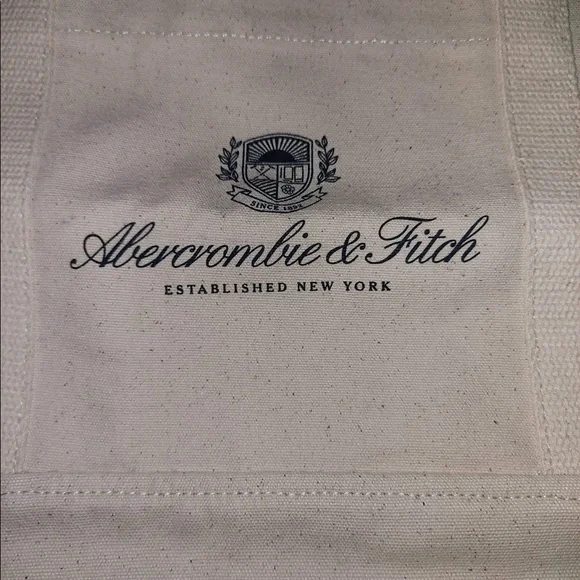 SINCE 1892
Abercrombie & Fitch
ESTABLISHED NEW YORK